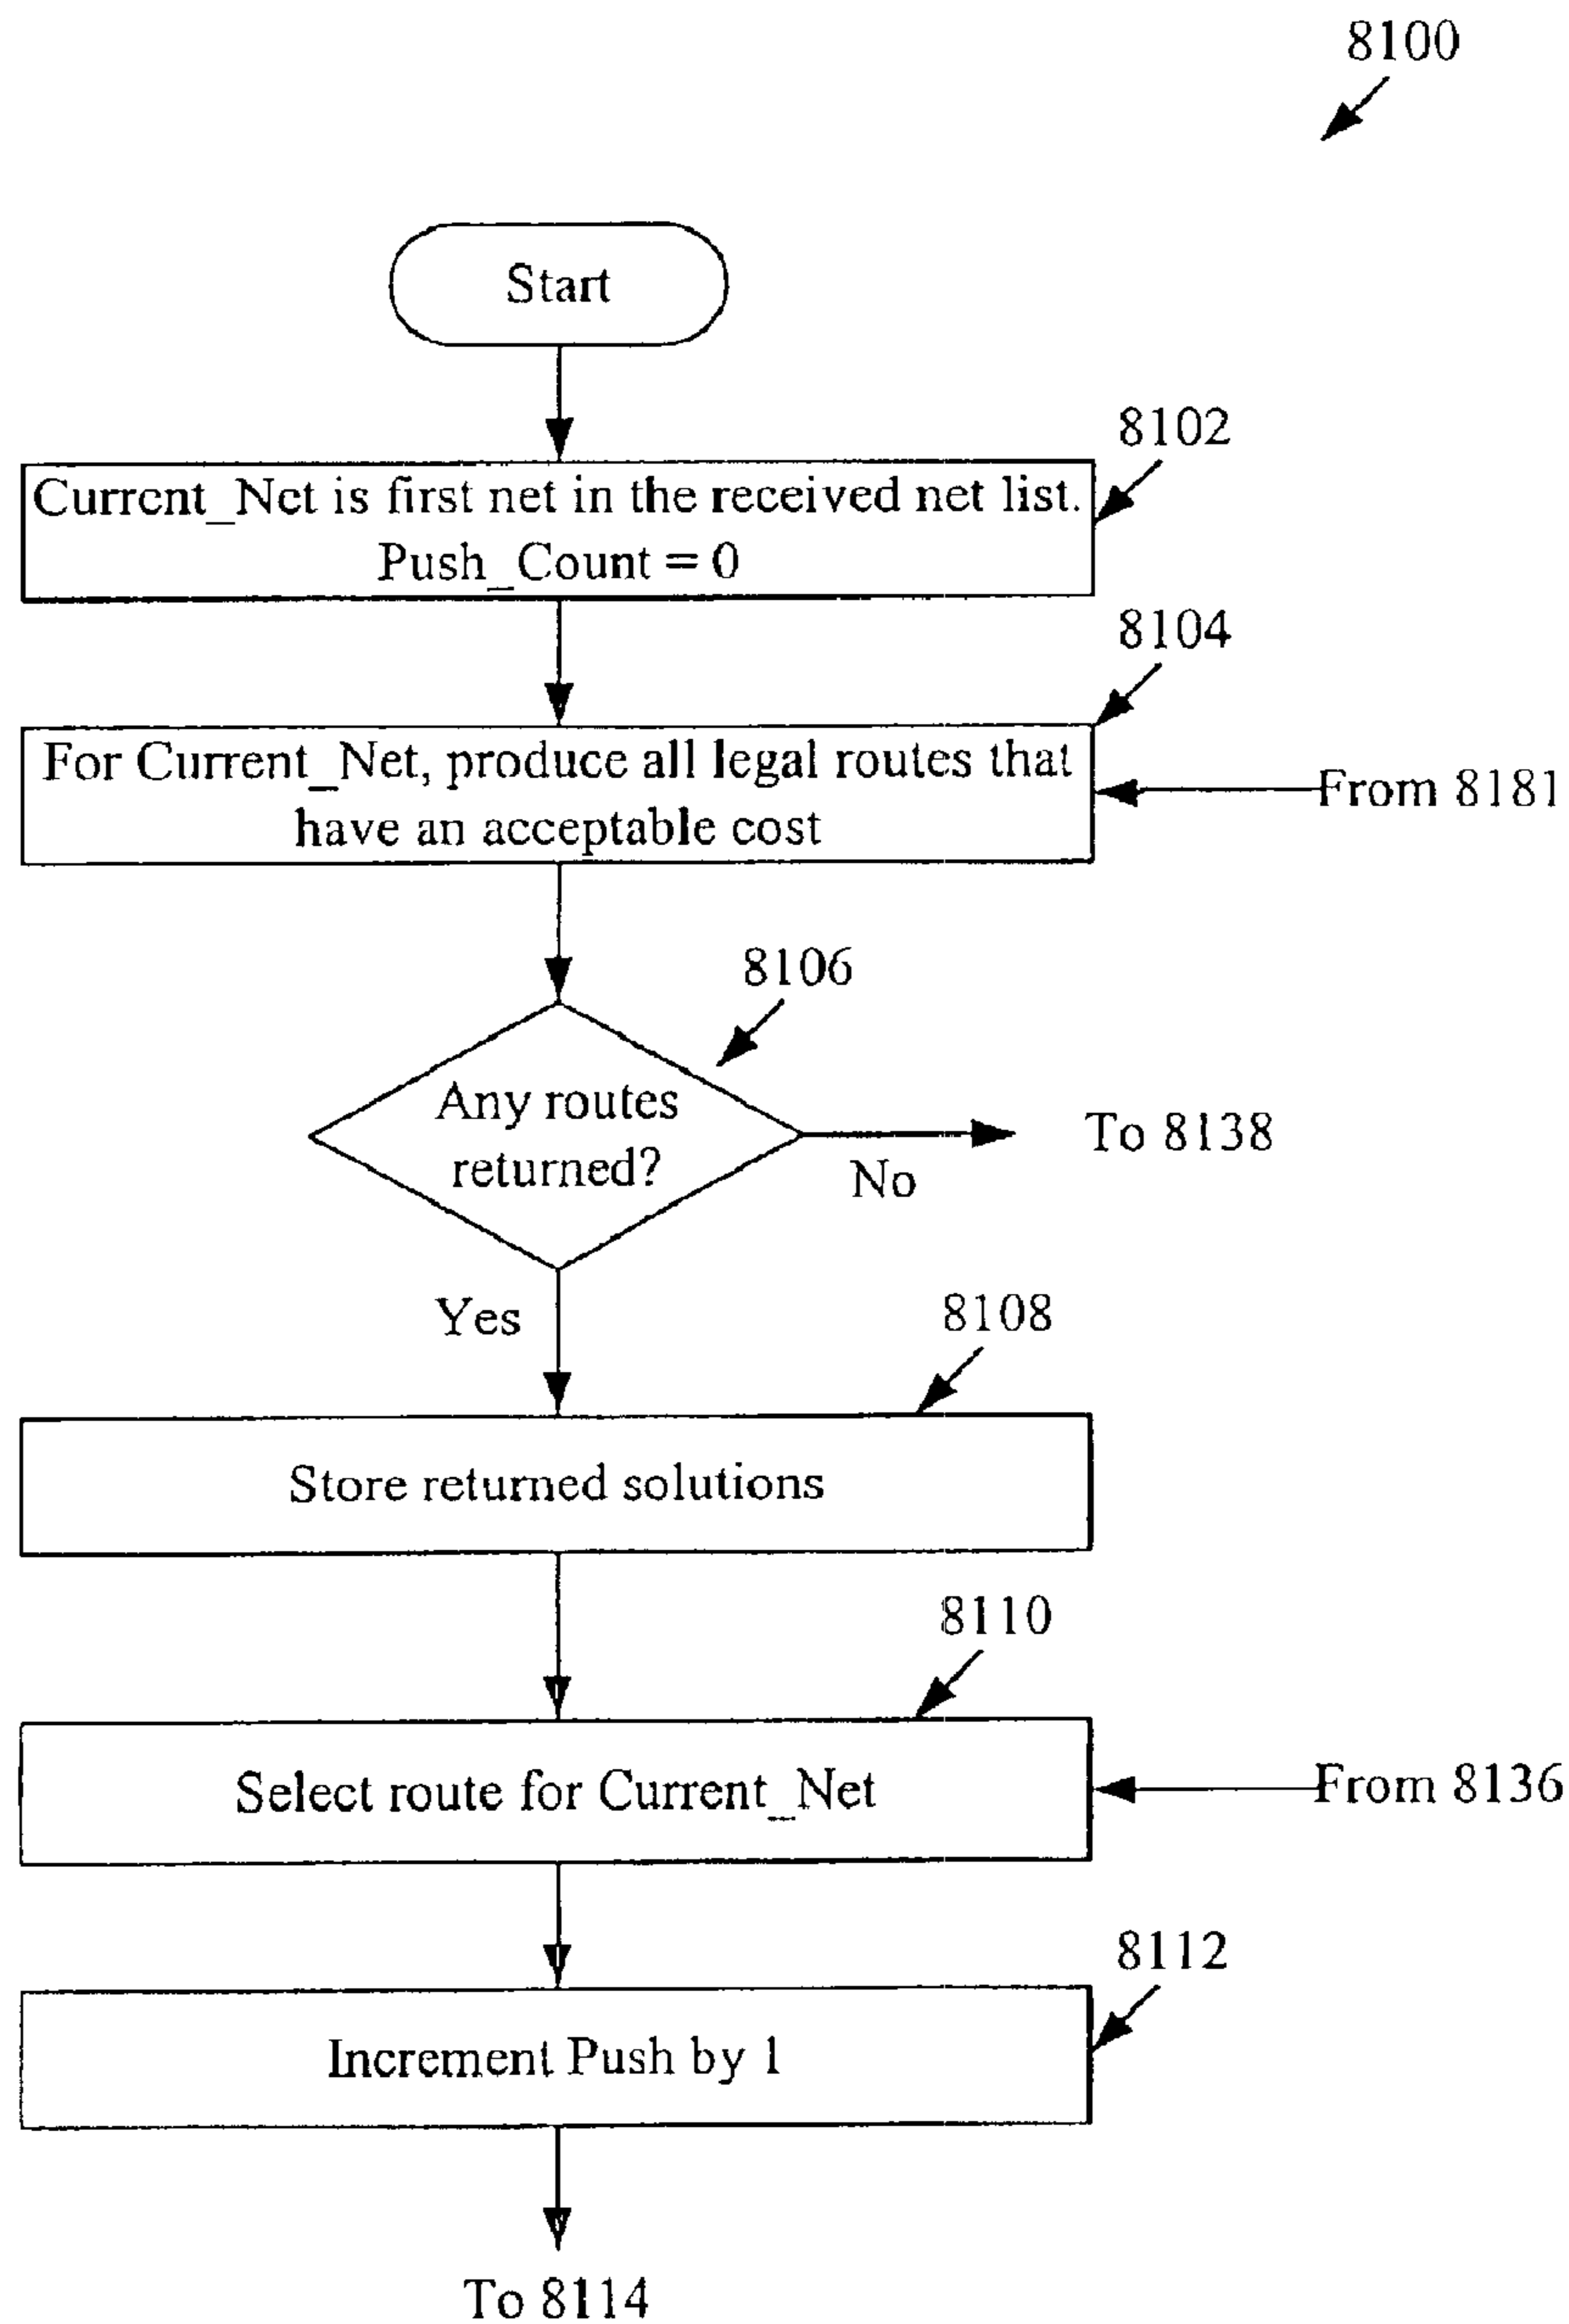 8100
Start
8102
Current_Net is first net in the received net list.
Push_Count = 0
8104
For Current_Net, produce all legal routes that
have an acceptable cost
From 8181
8106
Any routes
returned?
To 8138
No
Yes
8108
Store returned solutions
8110
Select route for Current_Net
From 8136
8112
Increment Push by 1
To 8114